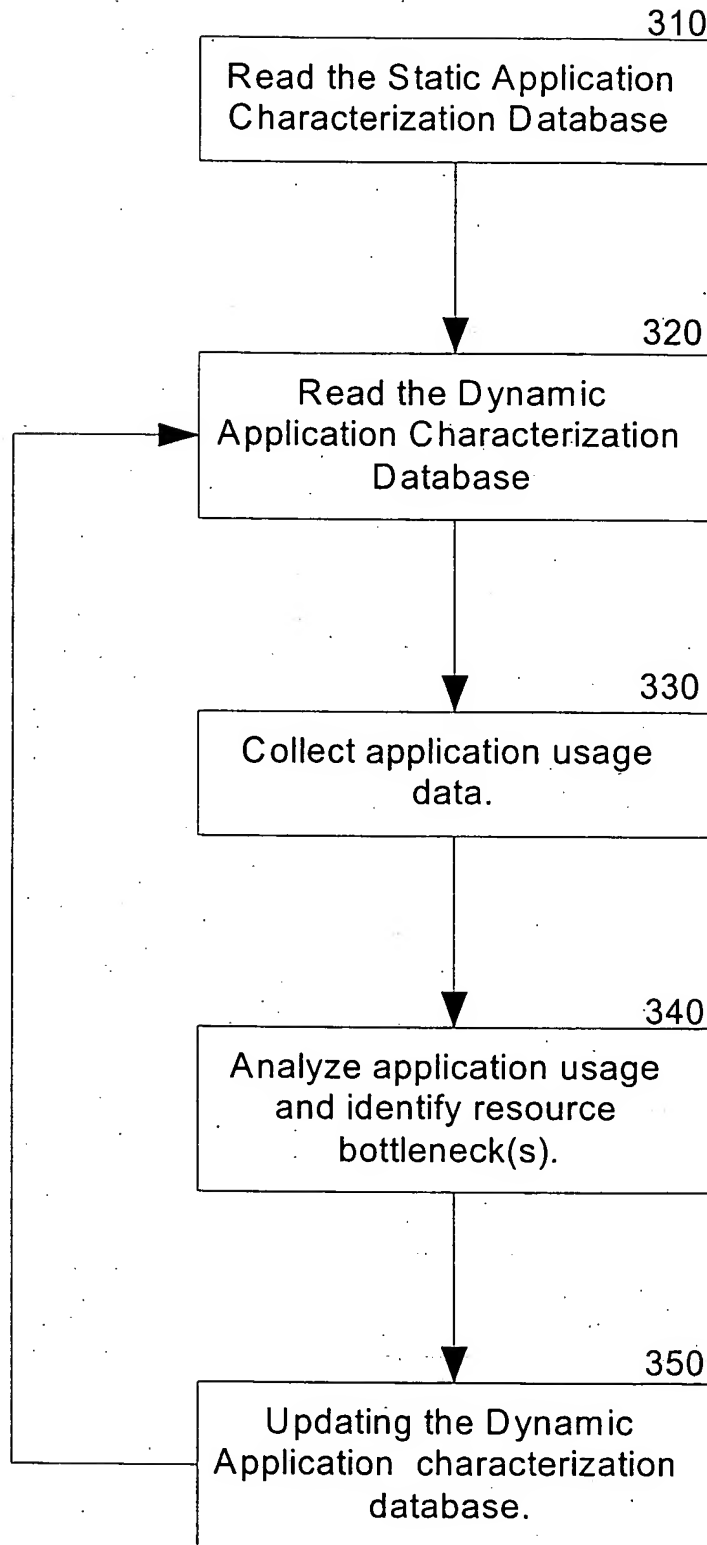 310
Read the Static Application
Characterization Database
320
Read the Dynamic
Application Characterization
Database
330
Collect application usage
data.
340
Analyze application usage
and identify resource
bottleneck(s).
350
Updating the Dynamic
Application characterization
database.